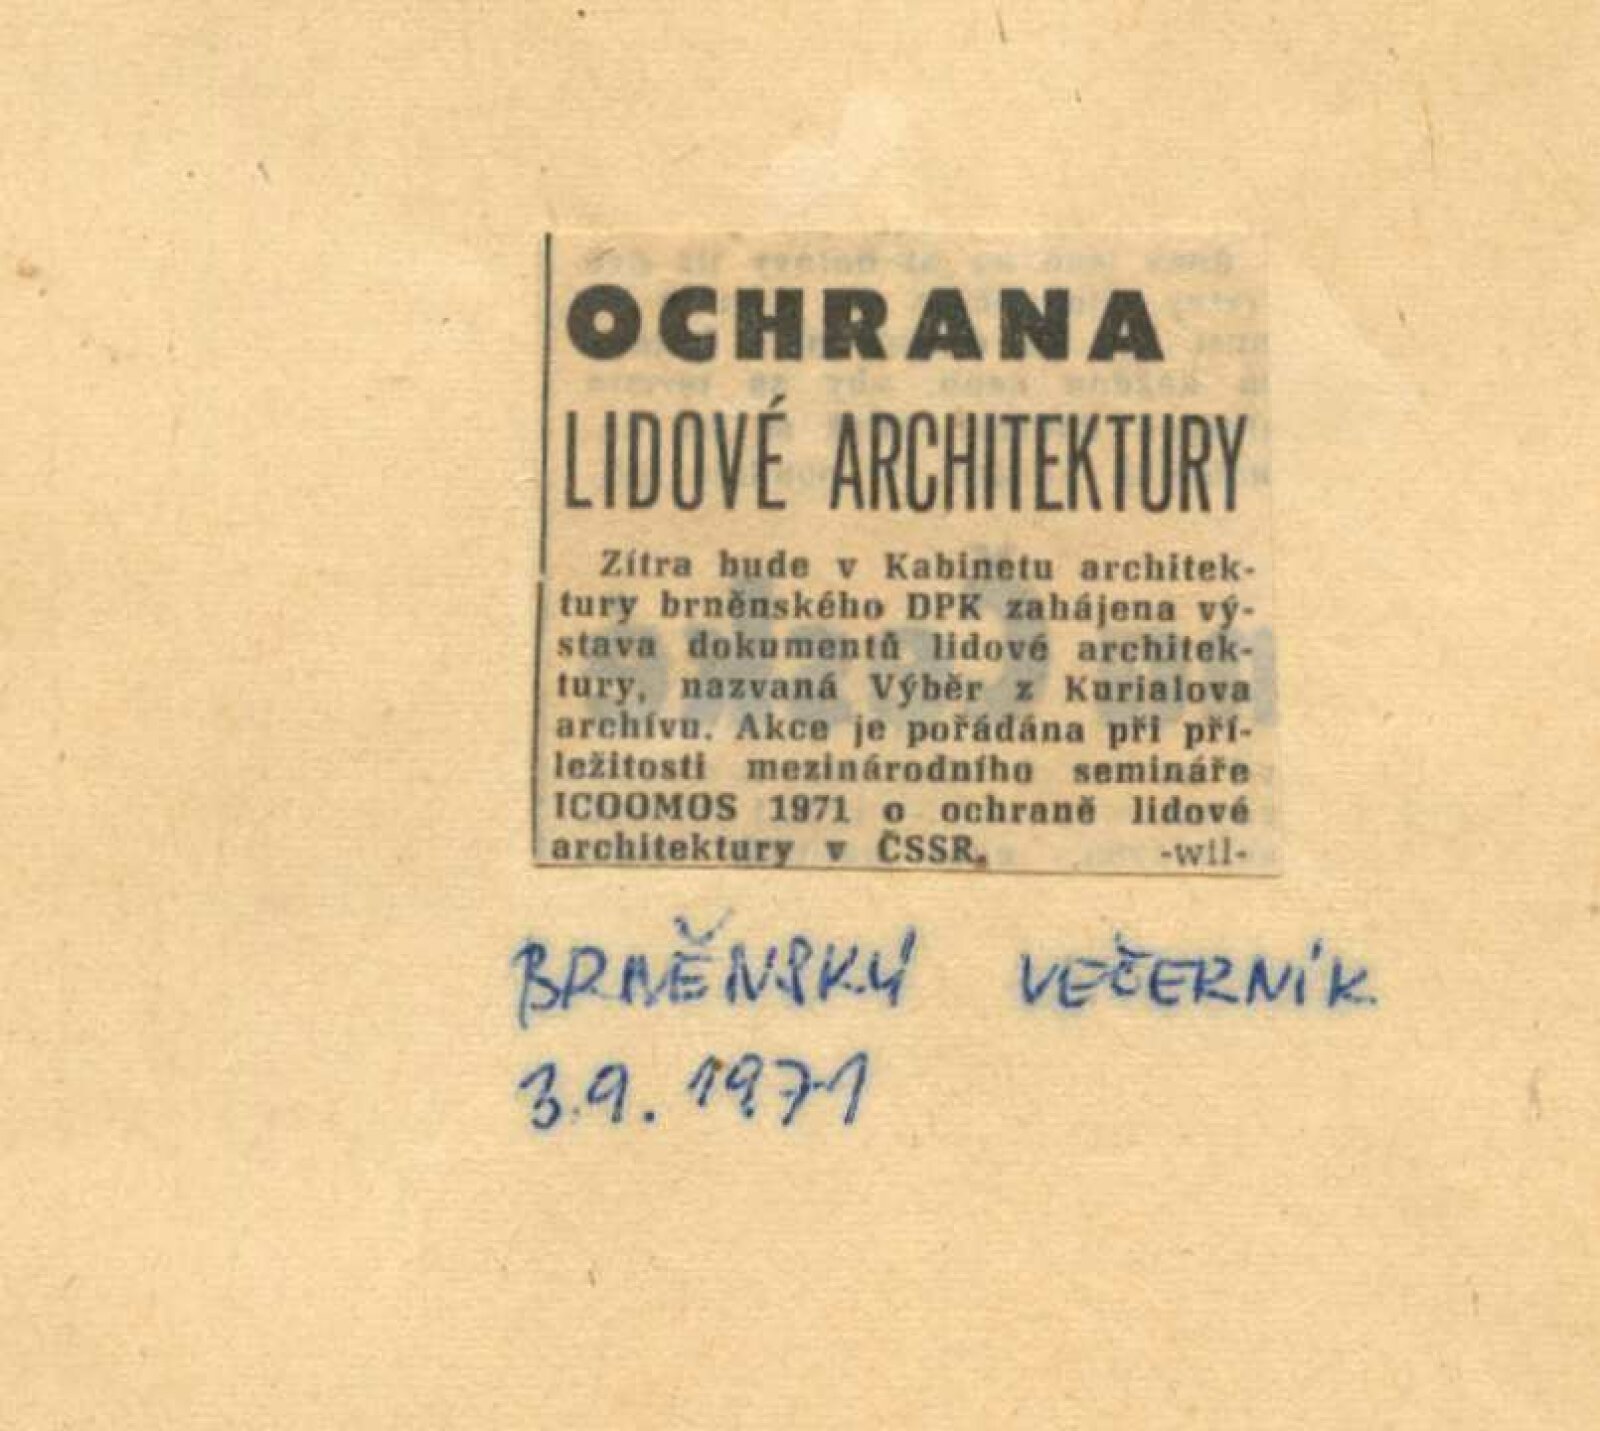 OCHRANA
LIDOVÉ ARCHITEKTURY
Zítra bude v Kabinetu architek-
tury brněnského DPK zahájena vý-
stava dokumentů lidové architek-
tury, nazvaná Výběr z Kurialova
archívu. Akce je pořádána při pří-
ležitosti mezinárodního semináře
ICOOMOS 1971 o ochraně lidové
architektury v ČSSR. -wil-
BRNĚNSKÝ VEČERNÍK
3.9.1971